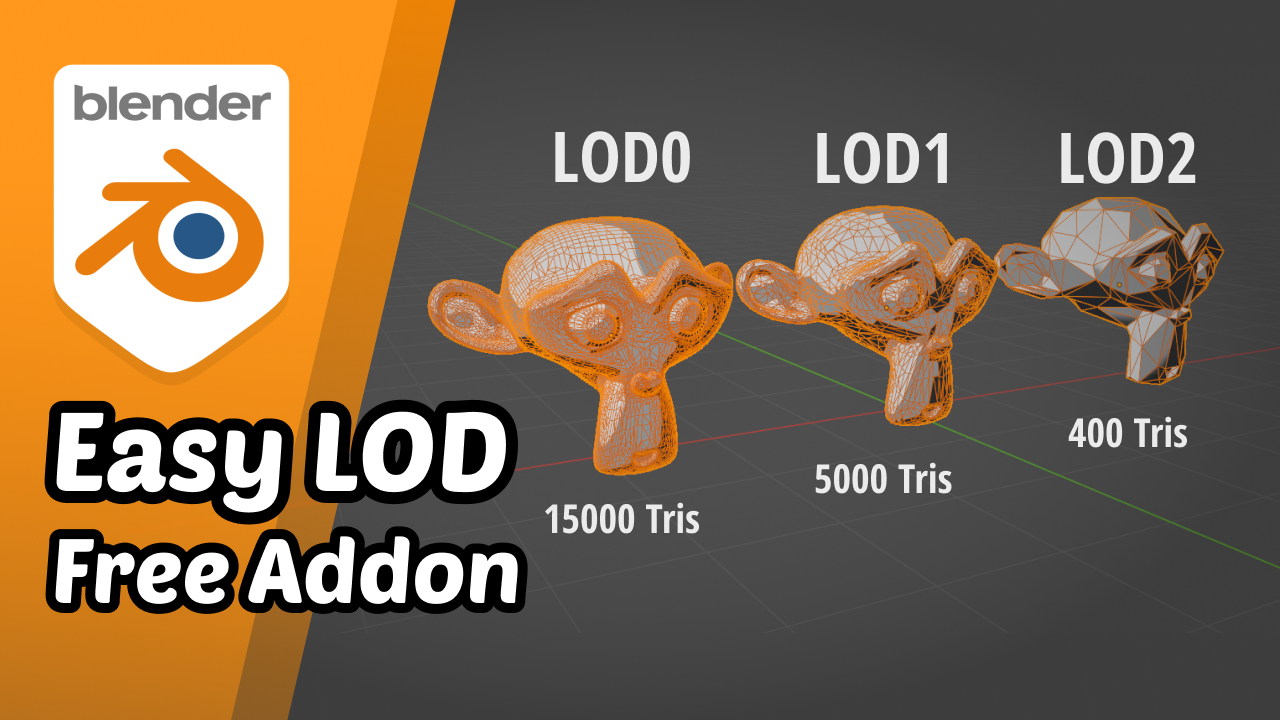 blender
LOD0
LOD1
LOD2
400 Tris
5000 Tris
15000 Tris
Easy LOD
Free Addon